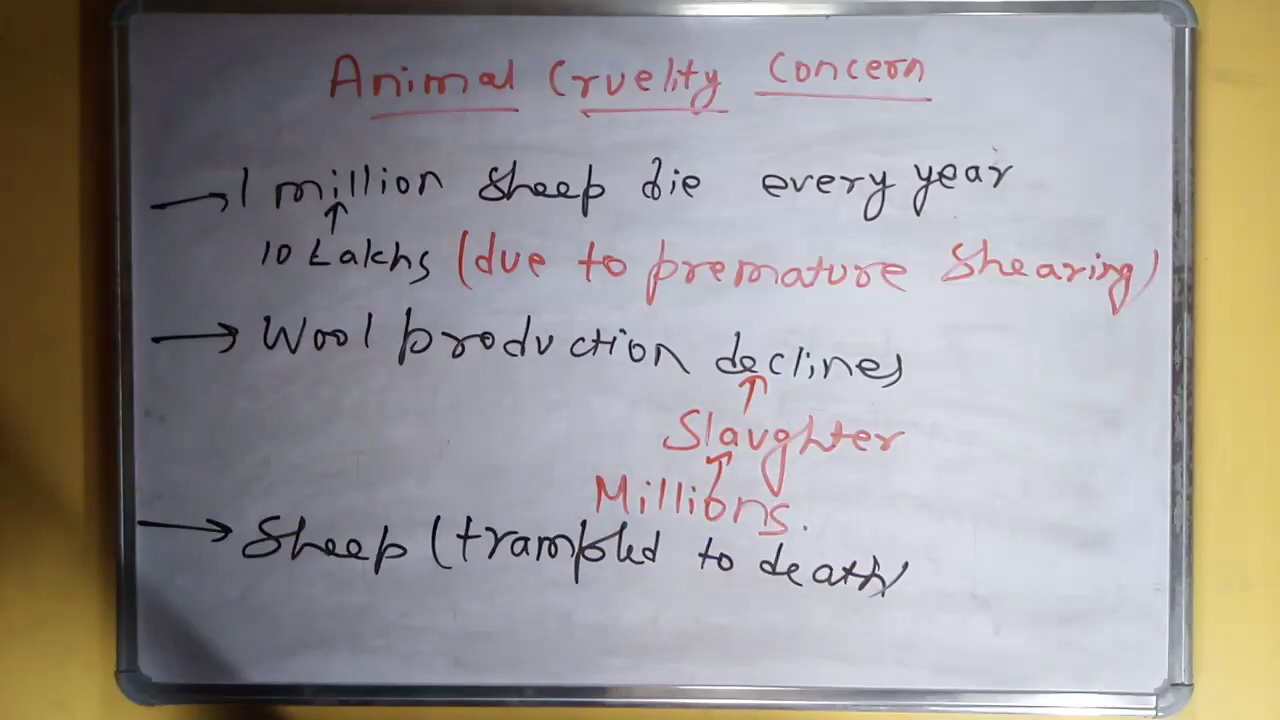 Animal Cruelity Concern
→ 1 million sheep die every year
↑
10 Lakhs (due to premature shearing)
→ Wool production declines
↑
Slaughter
↑
Millions.
→ Sheep (trampled to death)